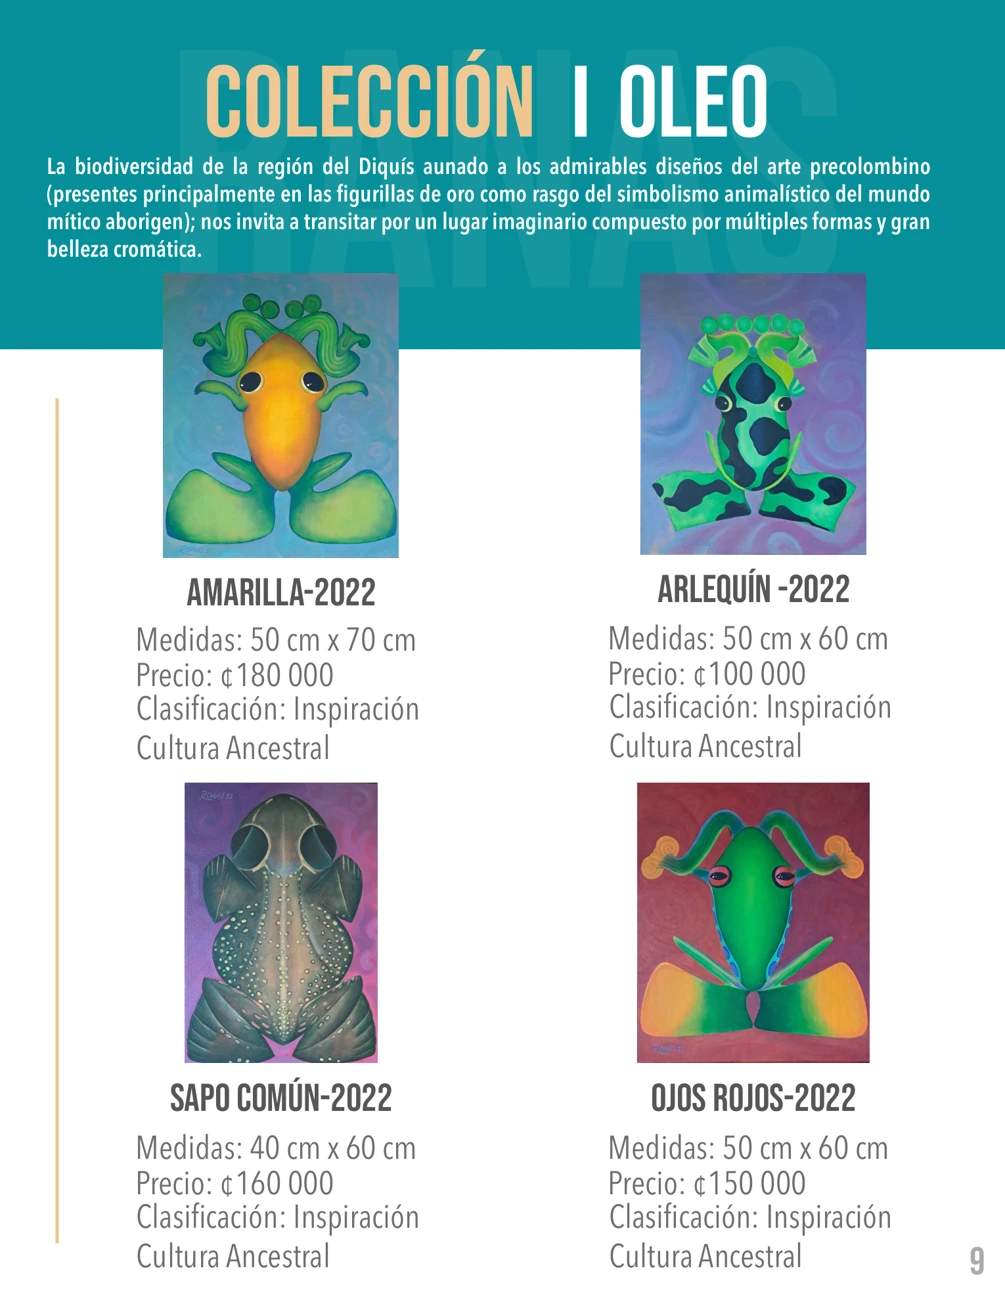 RANAS
COLECCIÓN I OLEO
La biodiversidad de la región del Diquís aunado a los admirables diseños del arte precolombino
(presentes principalmente en las figurillas de oro como rasgo del simbolismo animalístico del mundo
mítico aborigen); nos invita a transitar por un lugar imaginario compuesto por múltiples formas y gran
belleza cromática.
AMARILLA-2022
Medidas: 50 cm x 70 cm
Precio: ¢180 000
Clasificación: Inspiración
Cultura Ancestral
ARLEQUÍN -2022
Medidas: 50 cm x 60 cm
Precio: ¢100 000
Clasificación: Inspiración
Cultura Ancestral
SAPO COMÚN-2022
Medidas: 40 cm x 60 cm
Precio: ¢160 000
Clasificación: Inspiración
Cultura Ancestral
OJOS ROJOS-2022
Medidas: 50 cm x 60 cm
Precio: ¢150 000
Clasificación: Inspiración
Cultura Ancestral
9